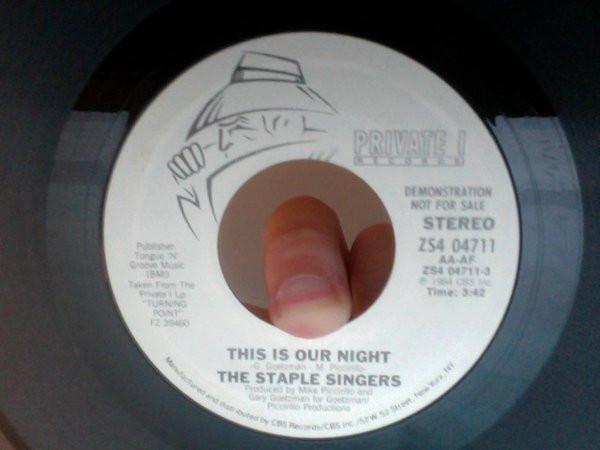 PRIVATE I
RECORDS
DEMONSTRATION
NOT FOR SALE
STEREO
ZS4 04711
AA-AF
ZS4 04711-3
℗ 1984 CBS Inc.
Time: 3:42
Publisher:
Tongue 'N'
Groove Music
(BMI)
Taken From The
Private I Lp
"TURNING
POINT"
FZ 39460
THIS IS OUR NIGHT
-G. Goetzman - M. Piccirillo-
THE STAPLE SINGERS
Produced by Mike Piccirillo and
Gary Goetzman for Goetzman/
Piccirillo Productions
Manufactured and distributed by CBS Records/CBS Inc./51 W. 52 Street, New York, NY